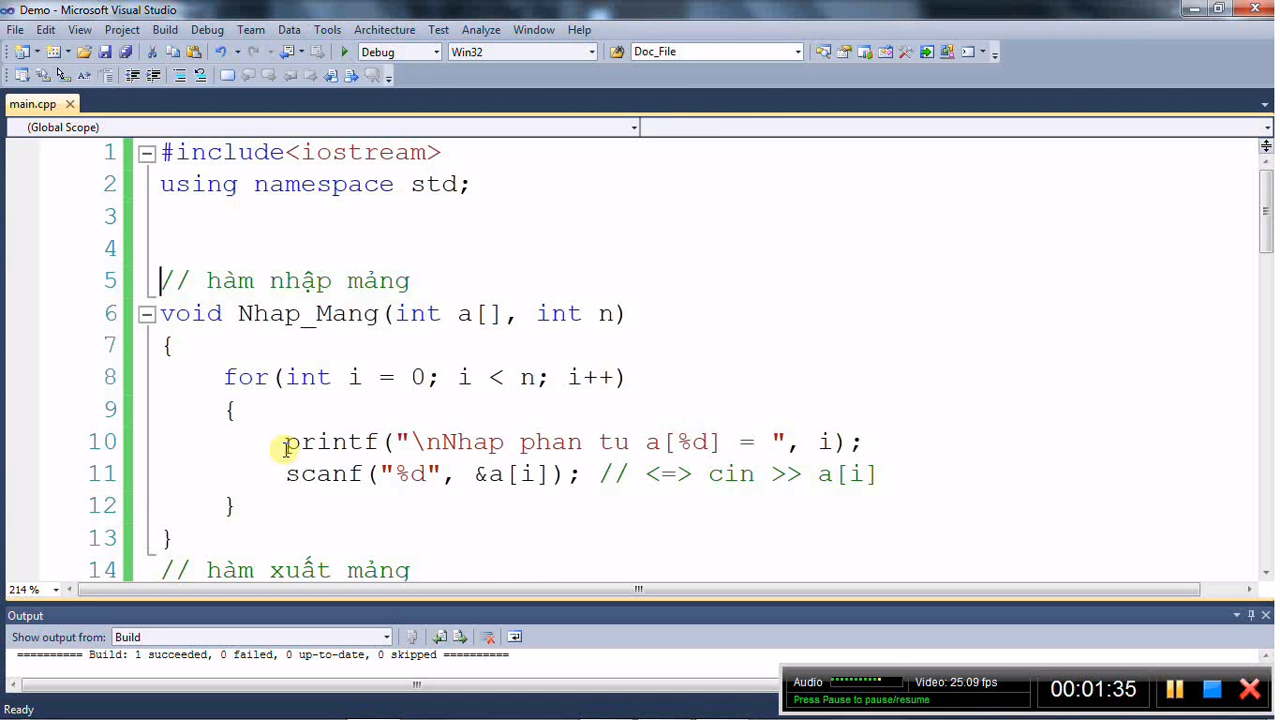 Demo - Microsoft Visual Studio
File Edit View Project Build Debug Team Data Tools Architecture Test Analyze Window Help
Debug Win32 Doc_File
main.cpp
(Global Scope)
1 #include<iostream>
2 using namespace std;
3
4
5 // hàm nhập mảng
6 void Nhap_Mang(int a[], int n)
7 {
8 for(int i = 0; i < n; i++)
9 {
10 printf("\nNhap phan tu a[%d] = ", i);
11 scanf("%d", &a[i]); // <=> cin >> a[i]
12 }
13 }
14 // hàm xuất mảng
214 %
Output
Show output from: Build
========== Build: 1 succeeded, 0 failed, 0 up-to-date, 0 skipped ==========
Audio Video: 25.09 fps
Press Pause to pause/resume
00:01:35
Ready